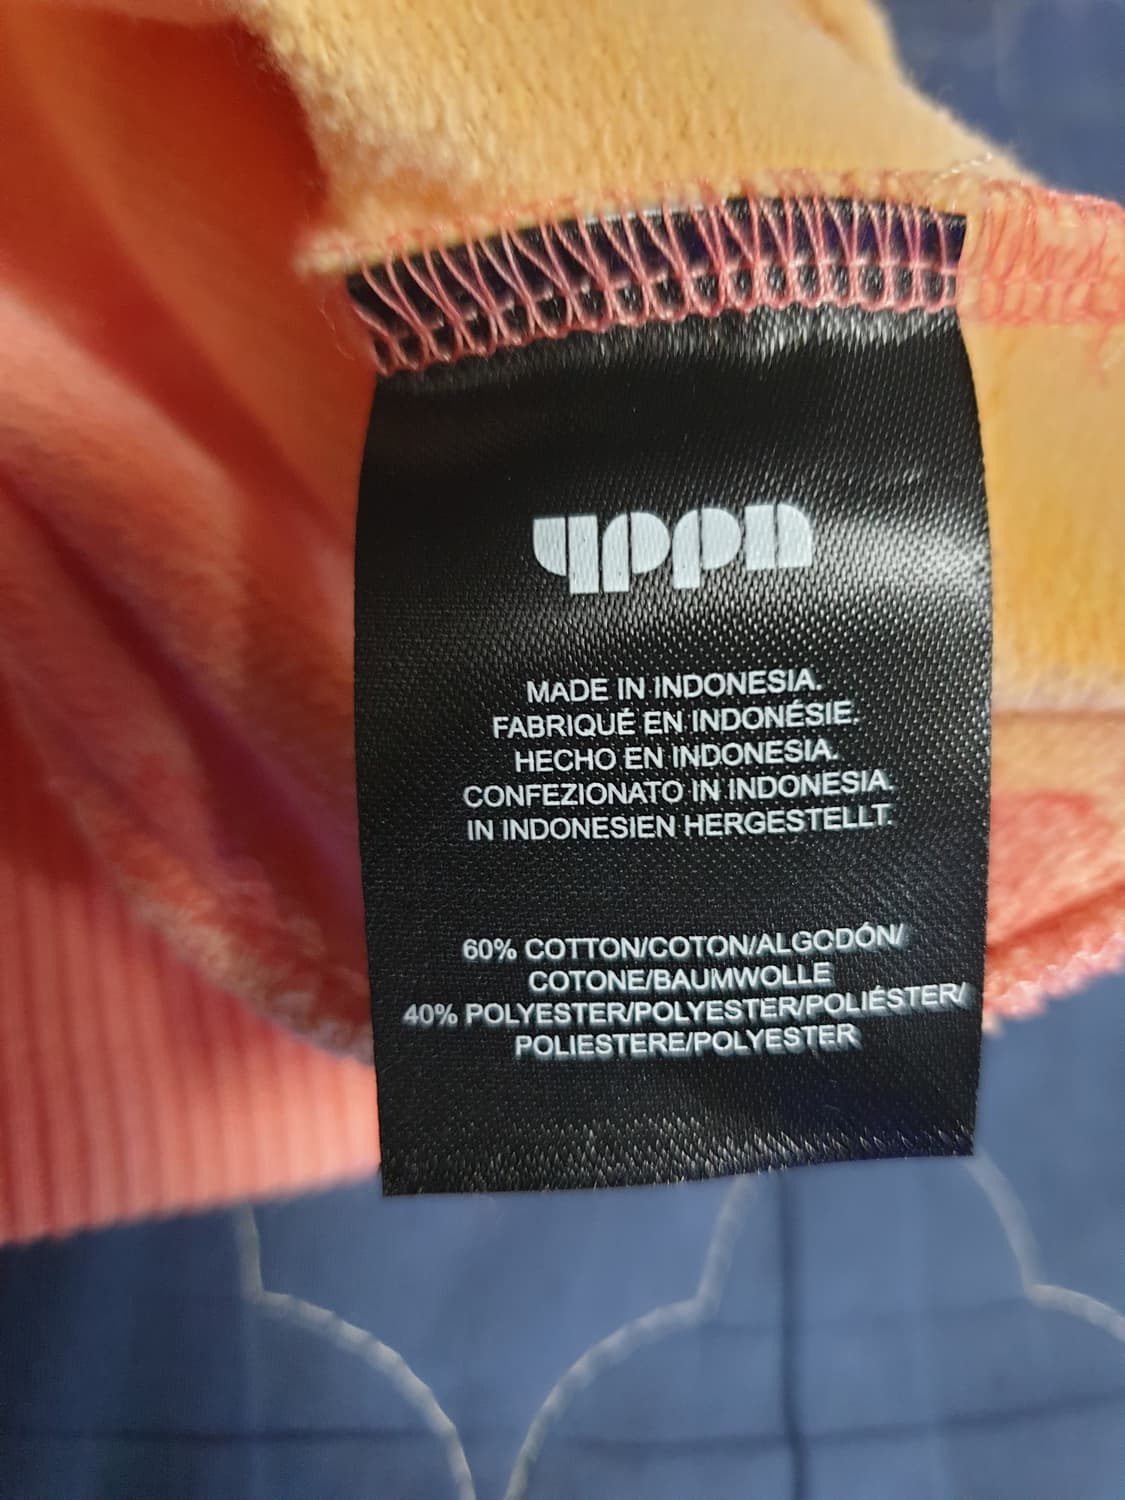 MADE IN INDONESIA.
FABRIQUÉ EN INDONÉSIE.
HECHO EN INDONESIA.
CONFEZIONATO IN INDONESIA.
IN INDONESIEN HERGESTELLT.
60% COTTON/COTON/ALGODÓN/
COTONE/BAUMWOLLE
40% POLYESTER/POLYESTER/POLIÉSTER/
POLIESTERE/POLYESTER